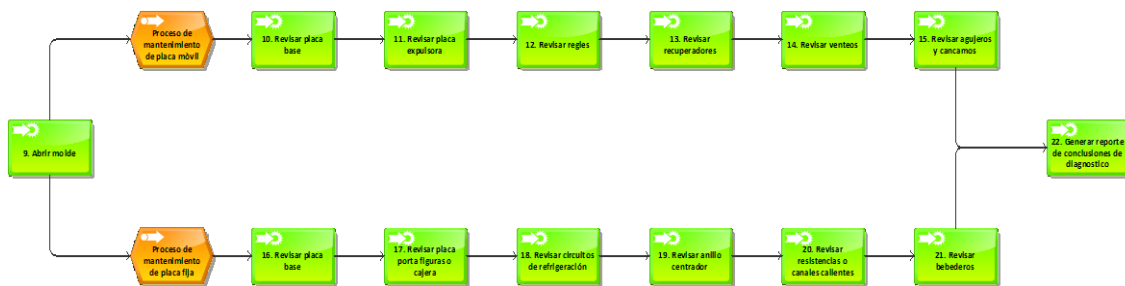 Proceso de
mantenimiento
de placa mòvil
10. Revisar placa
base
11. Revisar placa
expulsora
12. Revisar regles
13. Revisar
recuperadores
14. Revisar venteos
15. Revisar agujeros
y cancamos
9. Abrir molde
22. Generar reporte
de conclusiones de
diagnostico
Proceso de
mantenimiento
de placa fija
16. Revisar placa
base
17. Revisar placa
porta figuras o
cajera
18. Revisar circuitos
de refrigeración
19. Revisar anillo
centrador
20. Revisar
resistencias o
canales calientes
21. Revisar
bebederos